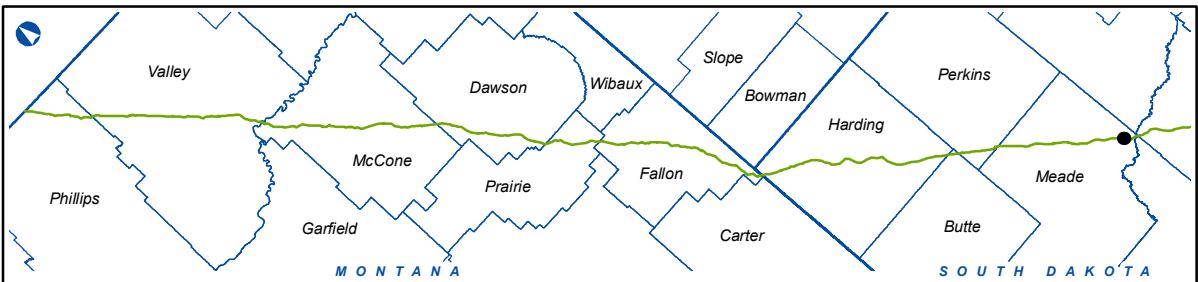 Valley
Dawson
Wibaux
Slope
Bowman
Perkins
Harding
McCone
Prairie
Fallon
Meade
Phillips
Garfield
Carter
Butte
MONTANA
SOUTH DAKOTA